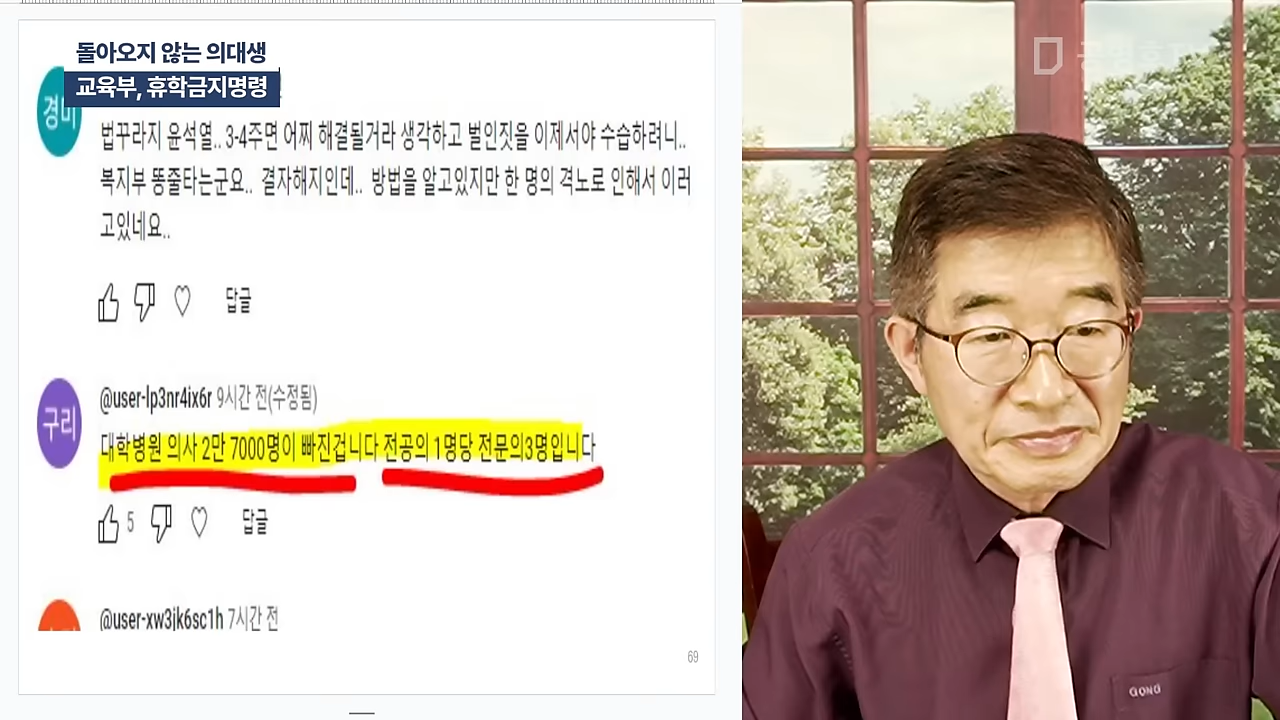 돌아오지 않는 의대생
교육부, 휴학금지명령
경미
법꾸라지 윤석열.. 3-4주면 어찌 해결될거라 생각하고 벌인짓을 이제서야 수습하려니..
복지부 똥줄타는군요.. 결자해지인데.. 방법을 알고있지만 한 명의 격노로 인해서 이러
고있네요..
답글
구리
@user-lp3nr4ix6r 9시간 전(수정됨)
대학병원 의사 2만 7000명이 빠진겁니다 전공의 1명당 전문의3명입니다
5
답글
@user-xw3jk6sc1h 7시간 전
69
GONG